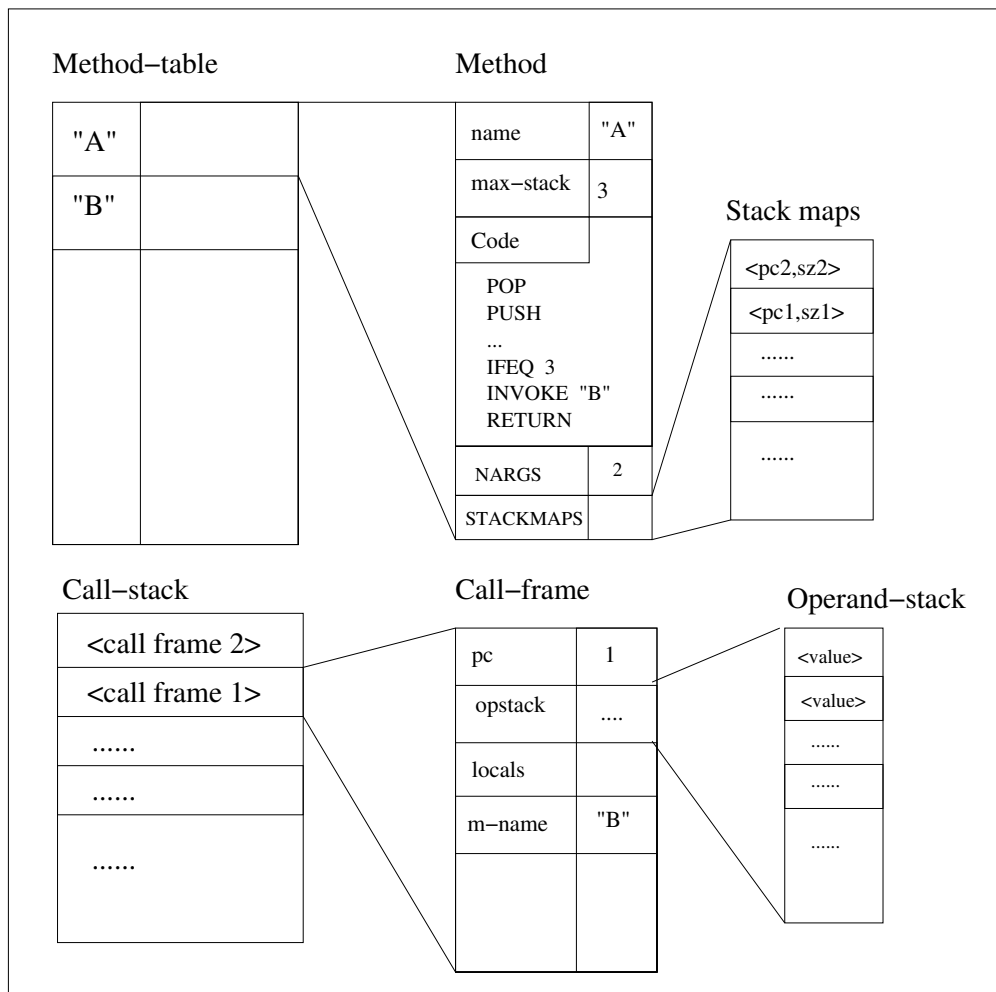 Method−table
"A"
"B"
Method
name "A"
max−stack 3
Code
POP
PUSH
...
IFEQ 3
INVOKE "B"
RETURN
NARGS 2
STACKMAPS
Stack maps
<pc2,sz2>
<pc1,sz1>
......
......
......
Call−stack
<call frame 2>
<call frame 1>
......
......
......
Call−frame
pc 1
opstack ....
locals
m−name "B"
Operand−stack
<value>
<value>
......
......
......